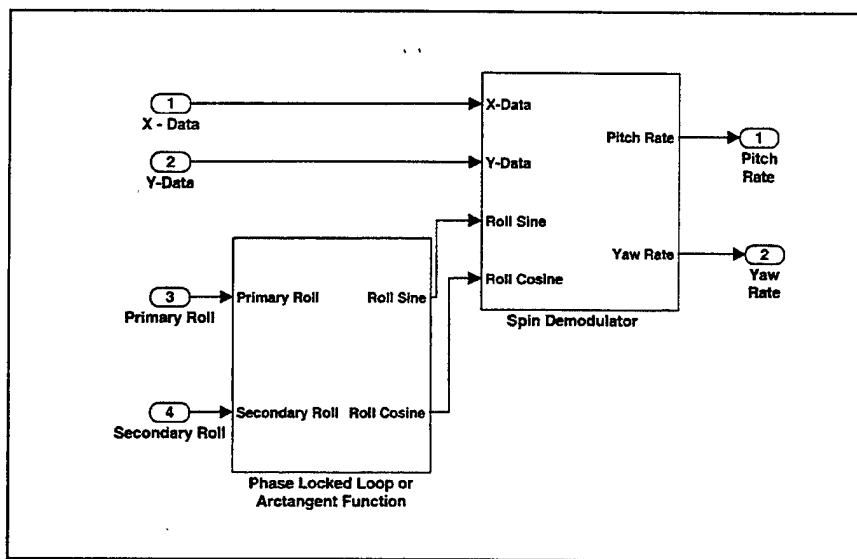 1
X - Data
2
Y-Data
3
Primary Roll
4
Secondary Roll
Primary Roll
Roll Sine
Secondary Roll
Roll Cosine
Phase Locked Loop or
Arctangent Function
X-Data
Y-Data
Roll Sine
Roll Cosine
Pitch Rate
Yaw Rate
Spin Demodulator
1
Pitch
Rate
2
Yaw
Rate